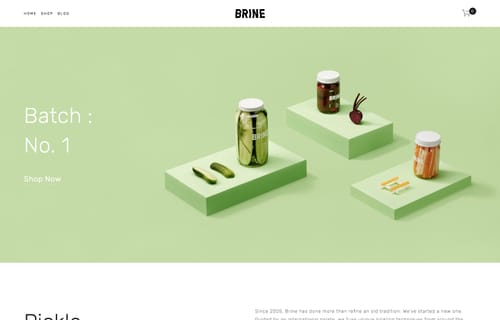 HOME SHOP BLOG
BRINE
0
Batch :
No. 1
Shop Now
BRINE
Pickle
Since 2005, Brine has done more than refine an old tradition. We've started a new one.